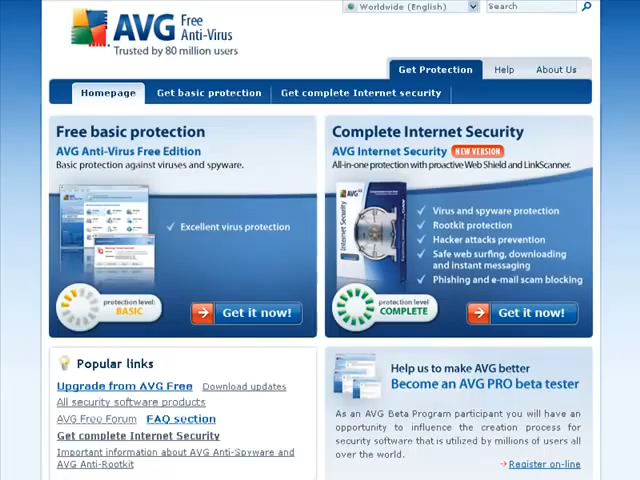 Worldwide (English)
Search
AVG Free
Anti-Virus
Trusted by 80 million users
Get Protection
Help
About Us
Homepage
Get basic protection
Get complete Internet security
Free basic protection
AVG Anti-Virus Free Edition
Basic protection against viruses and spyware.
Excellent virus protection
protection level:
BASIC
Get it now!
Complete Internet Security
AVG Internet Security NEW VERSION
All-in-one protection with proactive Web Shield and LinkScanner.
AVG
Internet Security
Virus and spyware protection
Rootkit protection
Hacker attacks prevention
Safe web surfing, downloading
and instant messaging
Phishing and e-mail scam blocking
protection level
COMPLETE
Get it now!
Popular links
Upgrade from AVG Free Download updates
All security software products
AVG Free Forum FAQ section
Get complete Internet Security
Important information about AVG Anti-Spyware and
AVG Anti-Rootkit
Help us to make AVG better
Become an AVG PRO beta tester
As an AVG Beta Program participant you will have an
opportunity to influence the creation process for
security software that is utilized by millions of users all
over the world.
Register on-line